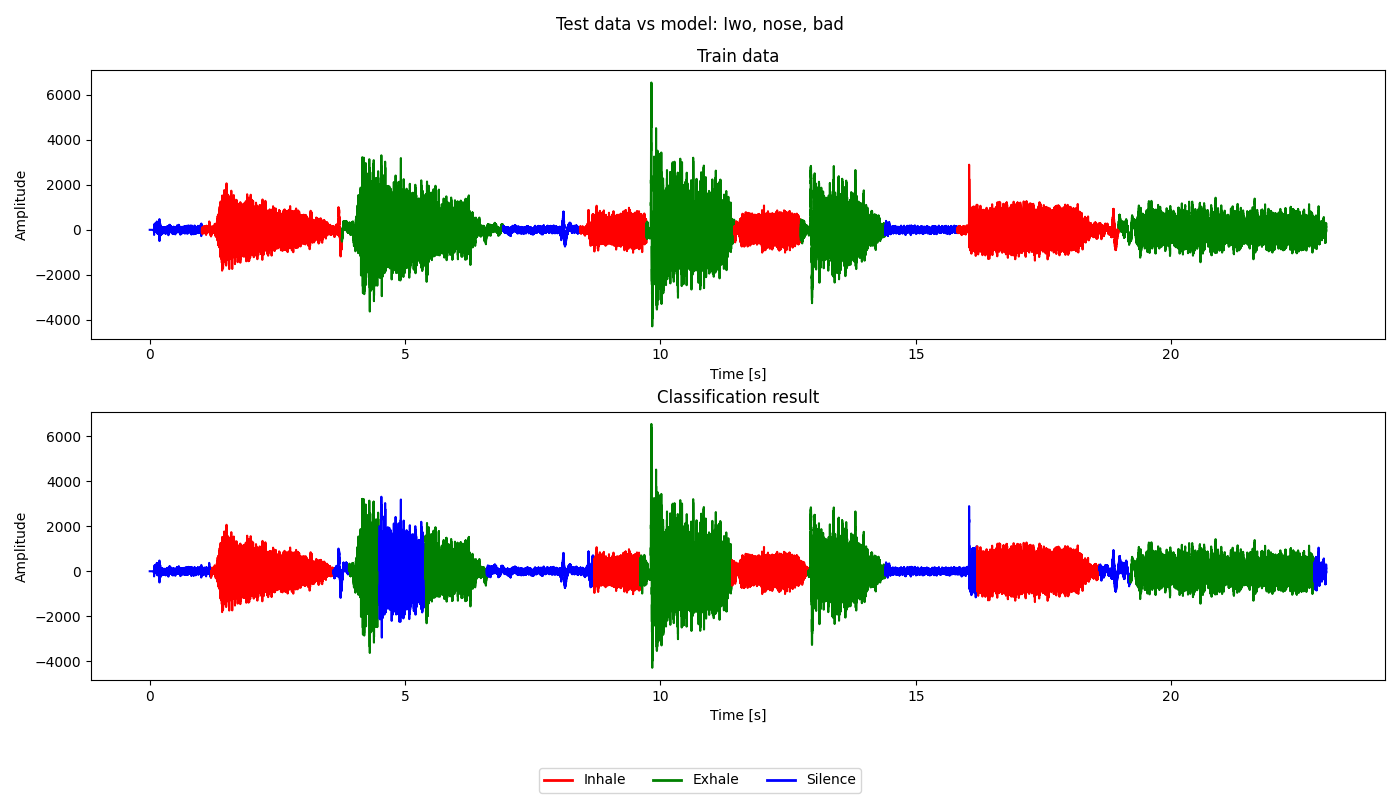 Test data vs model: Iwo, nose, bad
Train data
6000
4000
2000
0
−2000
−4000
Amplitude
0 5 10 15 20
Time [s]
Classification result
6000
4000
2000
0
−2000
−4000
Amplitude
0 5 10 15 20
Time [s]
Inhale Exhale Silence